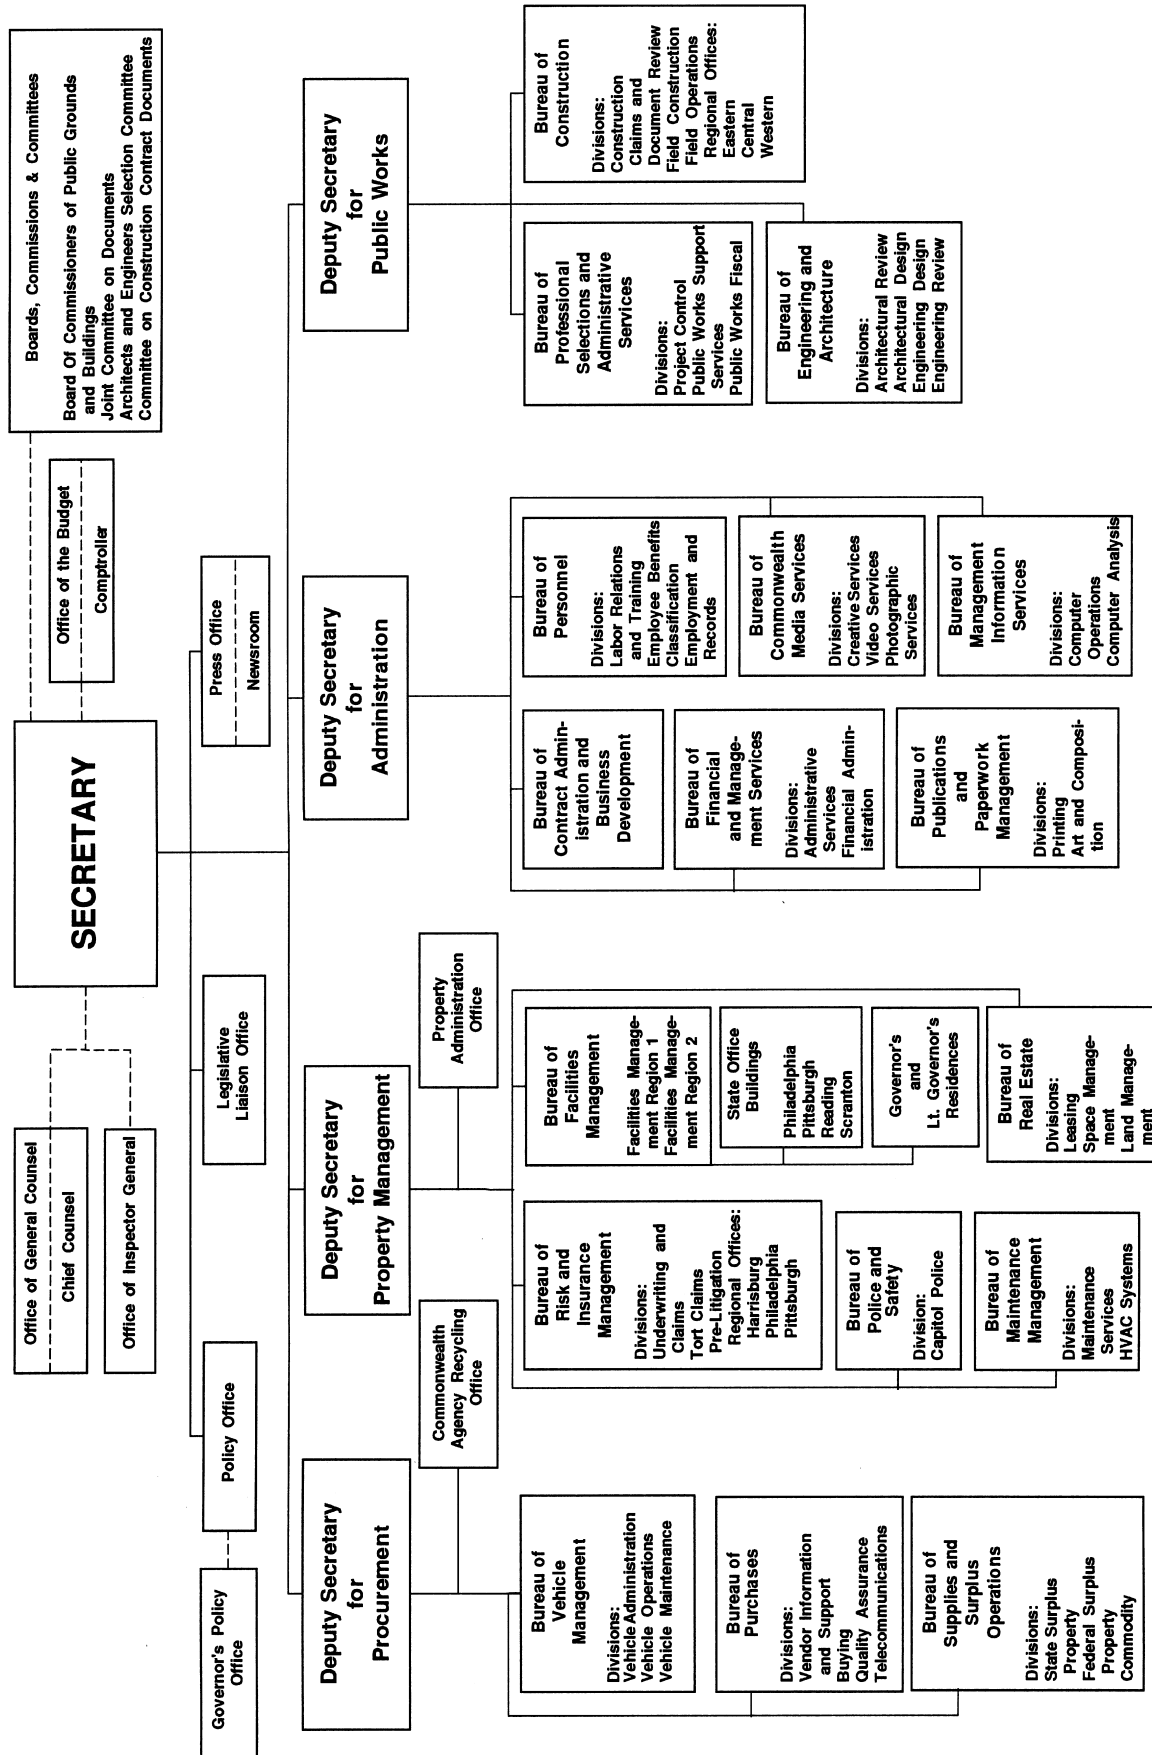 Boards, Commissions & Committees
Board Of Commissioners of Public Grounds
and Buildings
Joint Committee on Documents
Architects and Engineers Selection Committee
Committee on Construction Contract Documents
Office of the Budget
Comptroller
SECRETARY
Office of General Counsel
Chief Counsel
Office of Inspector General
Governor's Policy
Office
Policy Office
Legislative
Liaison Office
Press Office
Newsroom
Deputy Secretary
for
Procurement
Commonwealth
Agency Recycling
Office
Bureau of
Vehicle
Management
Divisions:
Vehicle Administration
Vehicle Operations
Vehicle Maintenance
Bureau of
Purchases
Divisions:
Vendor Information
and Support
Buying
Quality Assurance
Telecommunications
Bureau of
Supplies and
Surplus
Operations
Divisions:
State Surplus
Property
Federal Surplus
Property
Commodity
Deputy Secretary
for
Property Management
Property
Administration
Office
Bureau of
Risk and
Insurance
Management
Divisions:
Underwriting and
Claims
Tort Claims
Pre-Litigation
Regional Offices:
Harrisburg
Philadelphia
Pittsburgh
Bureau of
Police and
Safety
Division:
Capitol Police
Bureau of
Maintenance
Management
Divisions:
Maintenance
Services
HVAC Systems
Bureau of
Facilities
Management
Facilities Manage-
ment Region 1
Facilities Manage-
ment Region 2
State Office
Buildings
Philadelphia
Pittsburgh
Reading
Scranton
Governor's
and
Lt. Governor's
Residences
Bureau of
Real Estate
Divisions:
Leasing
Space Manage-
ment
Land Manage-
ment
Deputy Secretary
for
Administration
Bureau of
Contract Admin-
istration and
Business
Development
Bureau of
Financial
and Manage-
ment Services
Divisions:
Administrative
Services
Financial Admin-
istration
Bureau of
Publications
and
Paperwork
Management
Divisions:
Printing
Art and Composi-
tion
Bureau of
Personnel
Divisions:
Labor Relations
and Training
Employee Benefits
Classification
Employment and
Records
Bureau of
Commonwealth
Media Services
Divisions:
Creative Services
Video Services
Photographic
Services
Bureau of
Management
Information
Services
Divisions:
Computer
Operations
Computer Analysis
Deputy Secretary
for
Public Works
Bureau of
Professional
Selections and
Administrative
Services
Divisions:
Project Control
Public Works Support
Services
Public Works Fiscal
Bureau of
Engineering and
Architecture
Divisions:
Architectural Review
Architectural Design
Engineering Design
Engineering Review
Bureau of
Construction
Divisions:
Construction
Claims and
Document Review
Field Construction
Field Operations
Regional Offices:
Eastern
Central
Western